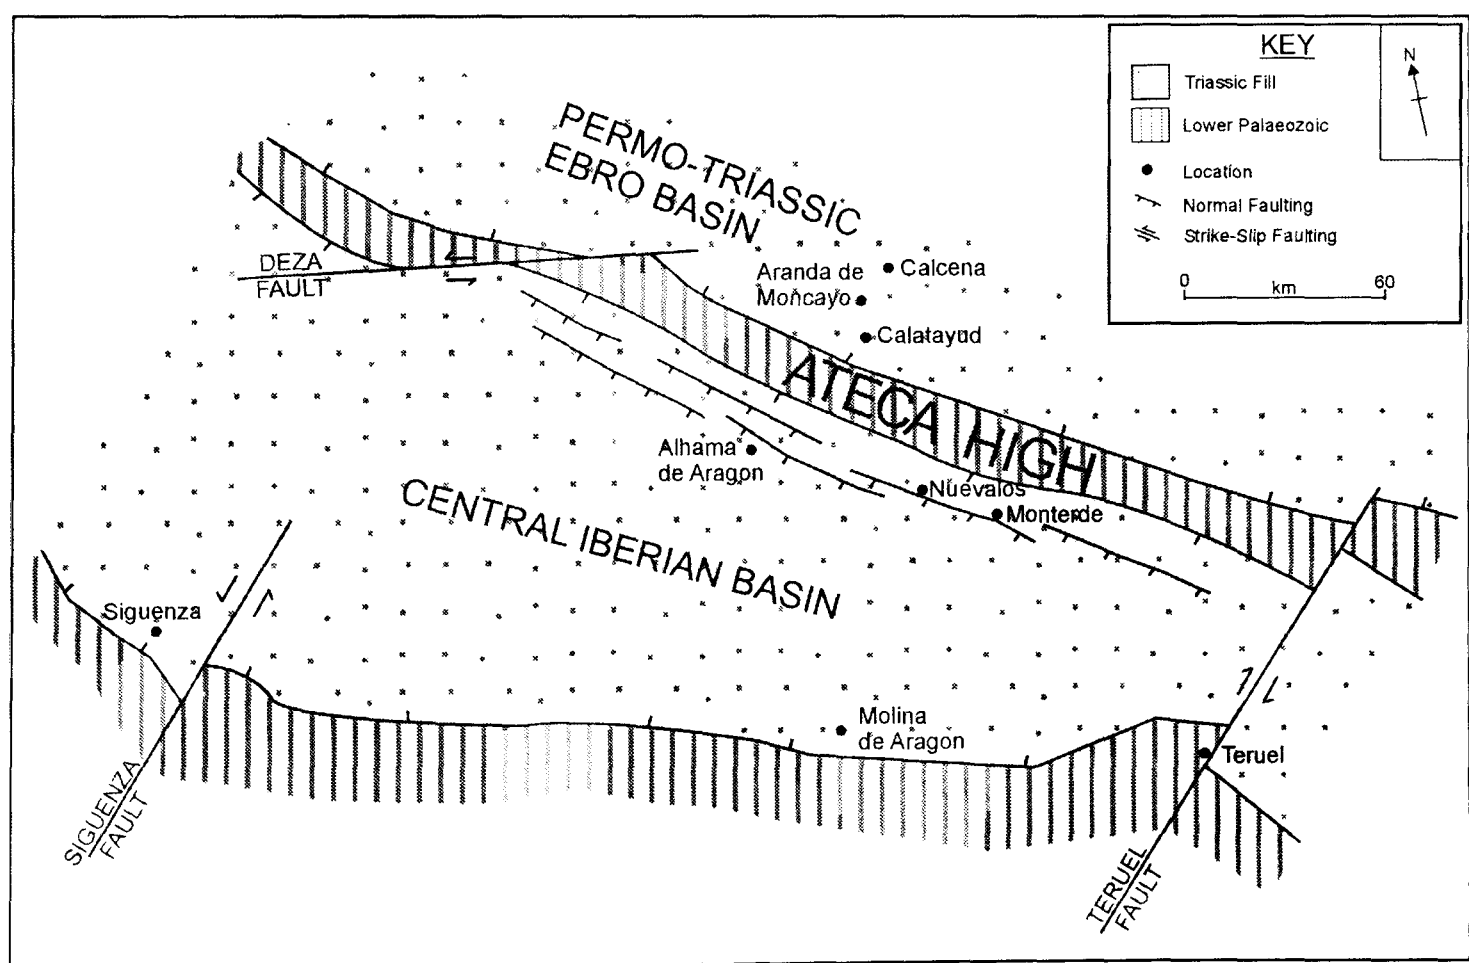 KEY
N
Triassic Fill
Lower Palaeozoic
Location
Normal Faulting
Strike-Slip Faulting
0 km 60
PERMO-TRIASSIC
EBRO BASIN
DEZA
FAULT
Aranda de
Moncayo
Calcena
Calatayud
ATECA HIGH
Alhama
de Aragon
Nuevalos
Monterde
CENTRAL IBERIAN BASIN
Siguenza
Molina
de Aragon
Teruel
SIGUENZA
FAULT
TERUEL
FAULT